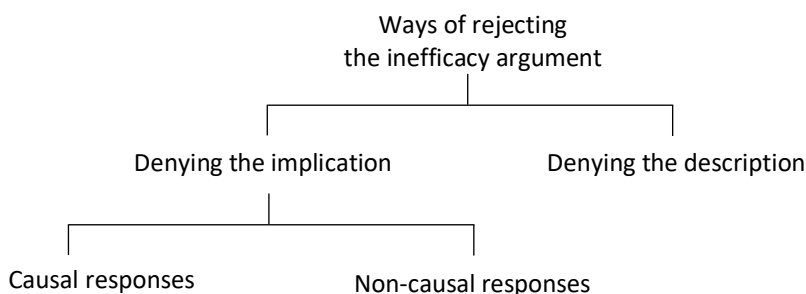 Ways of rejecting
the inefficacy argument
Denying the implication
Denying the description
Causal responses
Non-causal responses